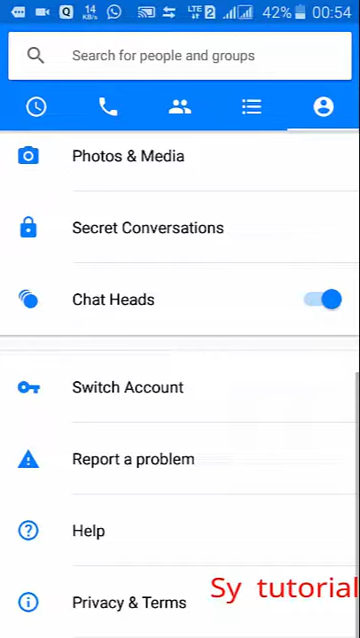 14 KB/S LTE 2 42% 00:54
Search for people and groups
Photos & Media
Secret Conversations
Chat Heads
Switch Account
Report a problem
Help
Sy tutorial
Privacy & Terms